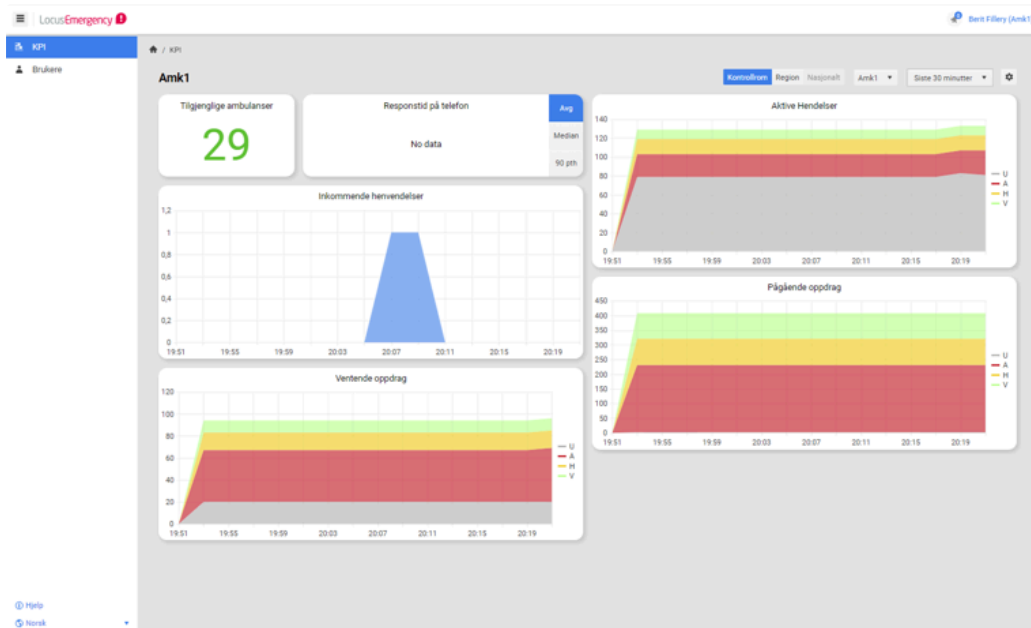 LocusEmergency
Berit Fillery (Amk1
KPI
Brukere
/ KPI
Amk1
Kontrollrom Region Nasjonalt Amk1 Siste 30 minutter
Tilgjenglige ambulanser
29
Responstid på telefon
No data
Avg
Median
90 pth
Inkommende henvendelser
1,2
1
0,8
0,6
0,4
0,2
0
19:51 19:55 19:59 20:03 20:07 20:11 20:15 20:19
Ventende oppdrag
120
100
80
60
40
20
0
19:51 19:55 19:59 20:03 20:07 20:11 20:15 20:19
U
A
H
V
Aktive Hendelser
140
120
100
80
60
40
20
0
19:51 19:55 19:59 20:03 20:07 20:11 20:15 20:19
U
A
H
V
Pågående oppdrag
450
400
350
300
250
200
150
100
50
0
19:51 19:55 19:59 20:03 20:07 20:11 20:15 20:19
U
A
H
V
Hjelp
Norsk